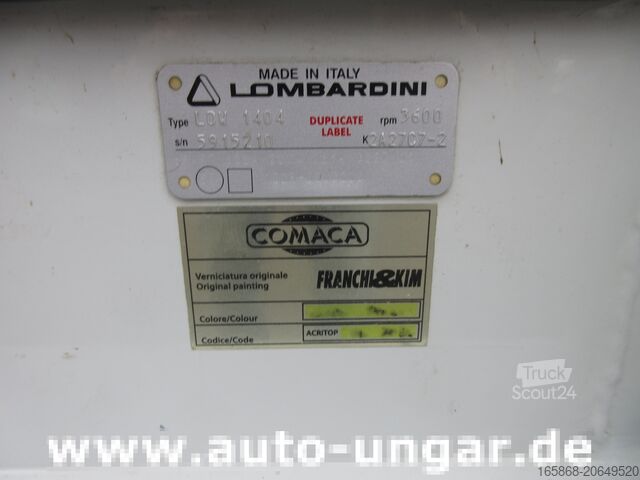 MADE IN ITALY
LOMBARDINI
Type LDW 1404 DUPLICATE LABEL rpm 3600
s/n 5915210 K2A27C7-2
COMACA
Verniciatura originale
Original painting
FRANCHI&KIM
Colore/Colour
Codice/Code ACRITOP
Truck
Scout24
www.auto-ungar.de
165868-20649520